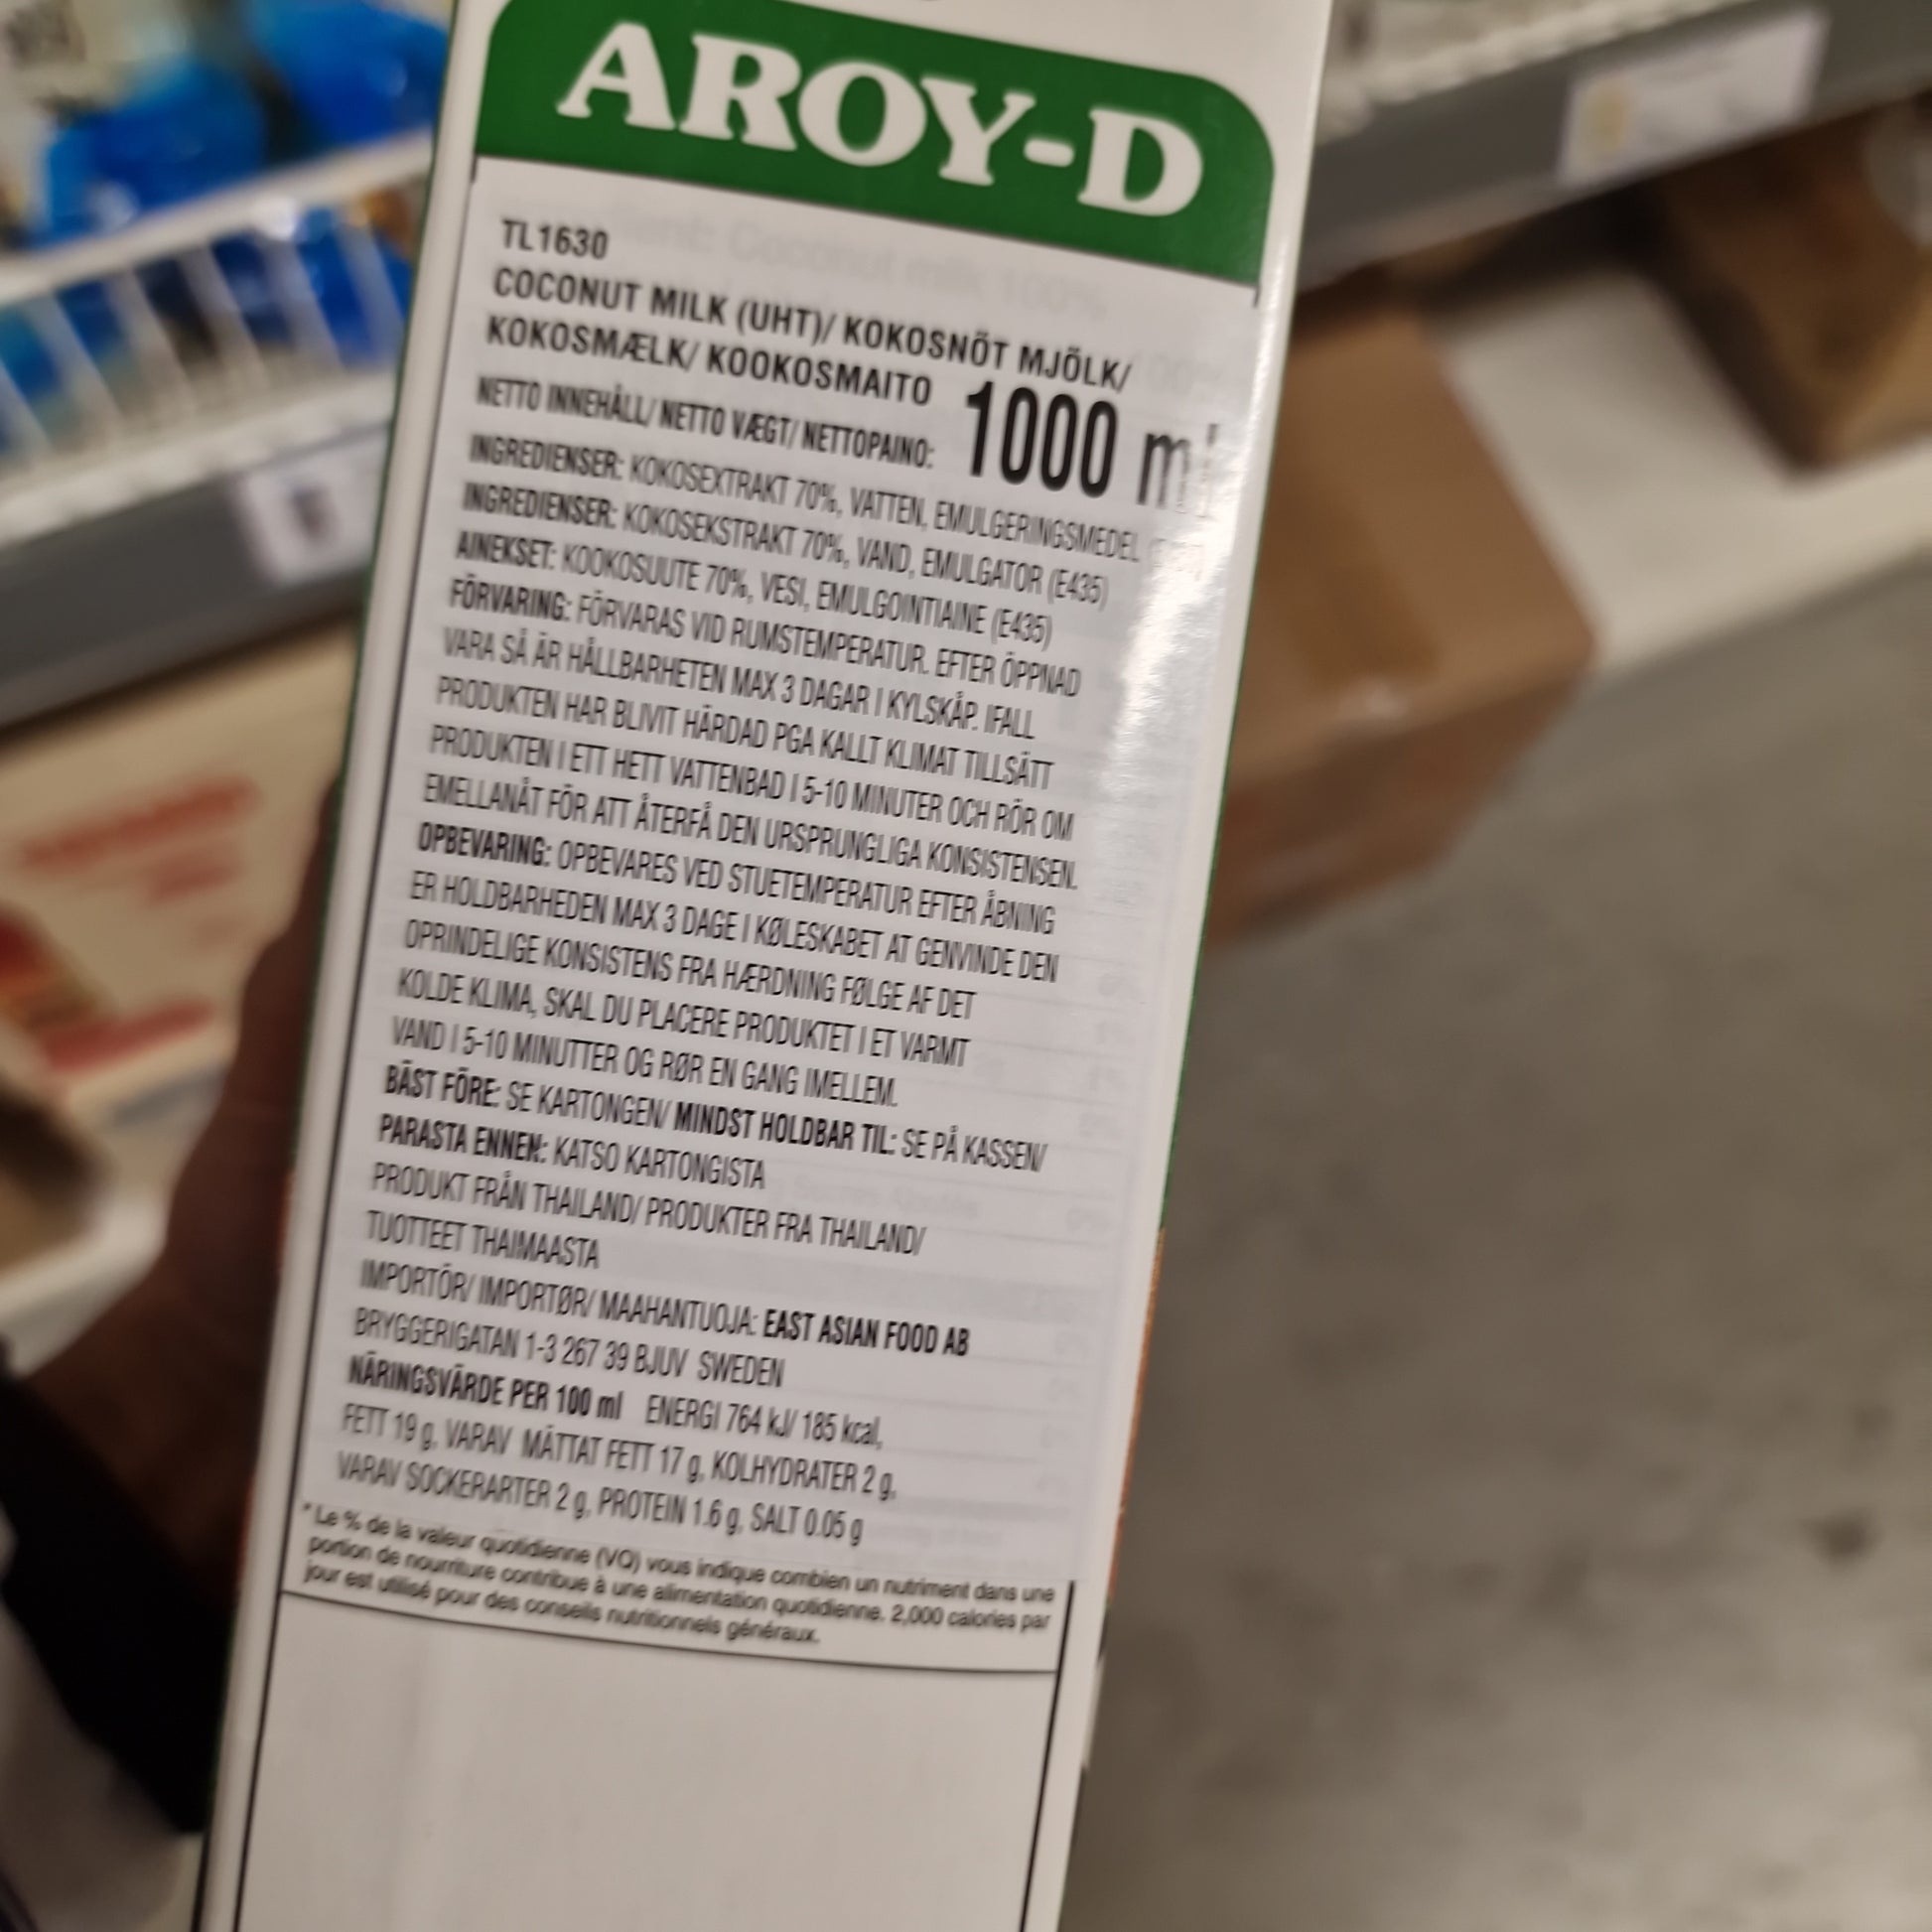 AROY-D
TL1630
COCONUT MILK (UHT)/ KOKOSNÖT MJÖLK/
KOKOSMÆLK/ KOOKOSMAITO
NETTO INNEHÅLL/ NETTO VÆGT/ NETTOPAINO: 1000 ml
INGREDIENSER: KOKOSEXTRAKT 70%, VATTEN, EMULGERINGSMEDEL
INGREDIENSER: KOKOSEKSTRAKT 70%, VAND, EMULGATOR (E435)
AINEKSET: KOOKOSUUTE 70%, VESI, EMULGOINTIAINE (E435)
FÖRVARING: FÖRVARAS VID RUMSTEMPERATUR. EFTER ÖPPNAD
VARA SÅ ÄR HÅLLBARHETEN MAX 3 DAGAR I KYLSKÅP. IFALL
PRODUKTEN HAR BLIVIT HÄRDAD PGA KALLT KLIMAT TILLSÄTT
PRODUKTEN I ETT HETT VATTENBAD I 5-10 MINUTER OCH RÖR OM
EMELLANÅT FÖR ATT ÅTERFÅ DEN URSPRUNGLIGA KONSISTENSEN.
OPBEVARING: OPBEVARES VED STUETEMPERATUR EFTER ÅBNING
ER HOLDBARHEDEN MAX 3 DAGE I KØLESKABET AT GENVINDE DEN
OPRINDELIGE KONSISTENS FRA HÆRDNING FØLGE AF DET
KOLDE KLIMA, SKAL DU PLACERE PRODUKTET I ET VARMT
VAND I 5-10 MINUTTER OG RØR EN GANG IMELLEM.
BÄST FÖRE: SE KARTONGEN/ MINDST HOLDBAR TIL: SE PÅ KASSEN/
PARASTA ENNEN: KATSO KARTONGISTA
PRODUKT FRÅN THAILAND/ PRODUKTER FRA THAILAND/
TUOTTEET THAIMAASTA
IMPORTÖR/ IMPORTØR/ MAAHANTUOJA: EAST ASIAN FOOD AB
BRYGGERIGATAN 1-3 267 39 BJUV SWEDEN
NÄRINGSVÄRDE PER 100 ml ENERGI 764 kJ/ 185 kcal,
FETT 19 g, VARAV MÄTTAT FETT 17 g, KOLHYDRATER 2 g,
VARAV SOCKERARTER 2 g, PROTEIN 1.6 g, SALT 0.05 g
* Le % de la valeur quotidienne (VQ) vous indique combien un nutriment dans une
portion de nourriture contribue à une alimentation quotidienne. 2,000 calories par
jour est utilisé pour des conseils nutritionnels généraux.